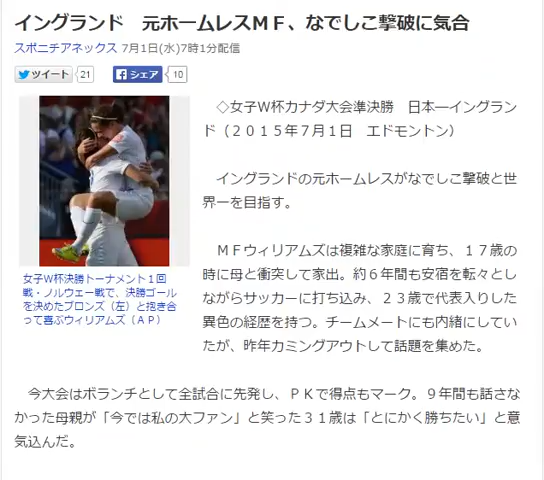 イングランド　元ホームレスＭＦ、なでしこ撃破に気合
スポニチアネックス 7月1日(水)7時1分配信
ツイート 21 シェア 10
◇女子Ｗ杯カナダ大会準決勝　日本―イングラン
ド（２０１５年７月１日　エドモントン）
イングランドの元ホームレスがなでしこ撃破と世
界一を目指す。
ＭＦウィリアムズは複雑な家庭に育ち、１７歳の
時に母と衝突して家出。約６年間も安宿を転々とし
ながらサッカーに打ち込み、２３歳で代表入りした
異色の経歴を持つ。チームメートにも内緒にしてい
たが、昨年カミングアウトして話題を集めた。
女子Ｗ杯決勝トーナメント１回
戦・ノルウェー戦で、決勝ゴール
を決めたブロンズ（左）と抱き合
って喜ぶウィリアムズ（ＡＰ）
今大会はボランチとして全試合に先発し、ＰＫで得点もマーク。９年間も話さな
かった母親が「今では私の大ファン」と笑った３１歳は「とにかく勝ちたい」と意
気込んだ。